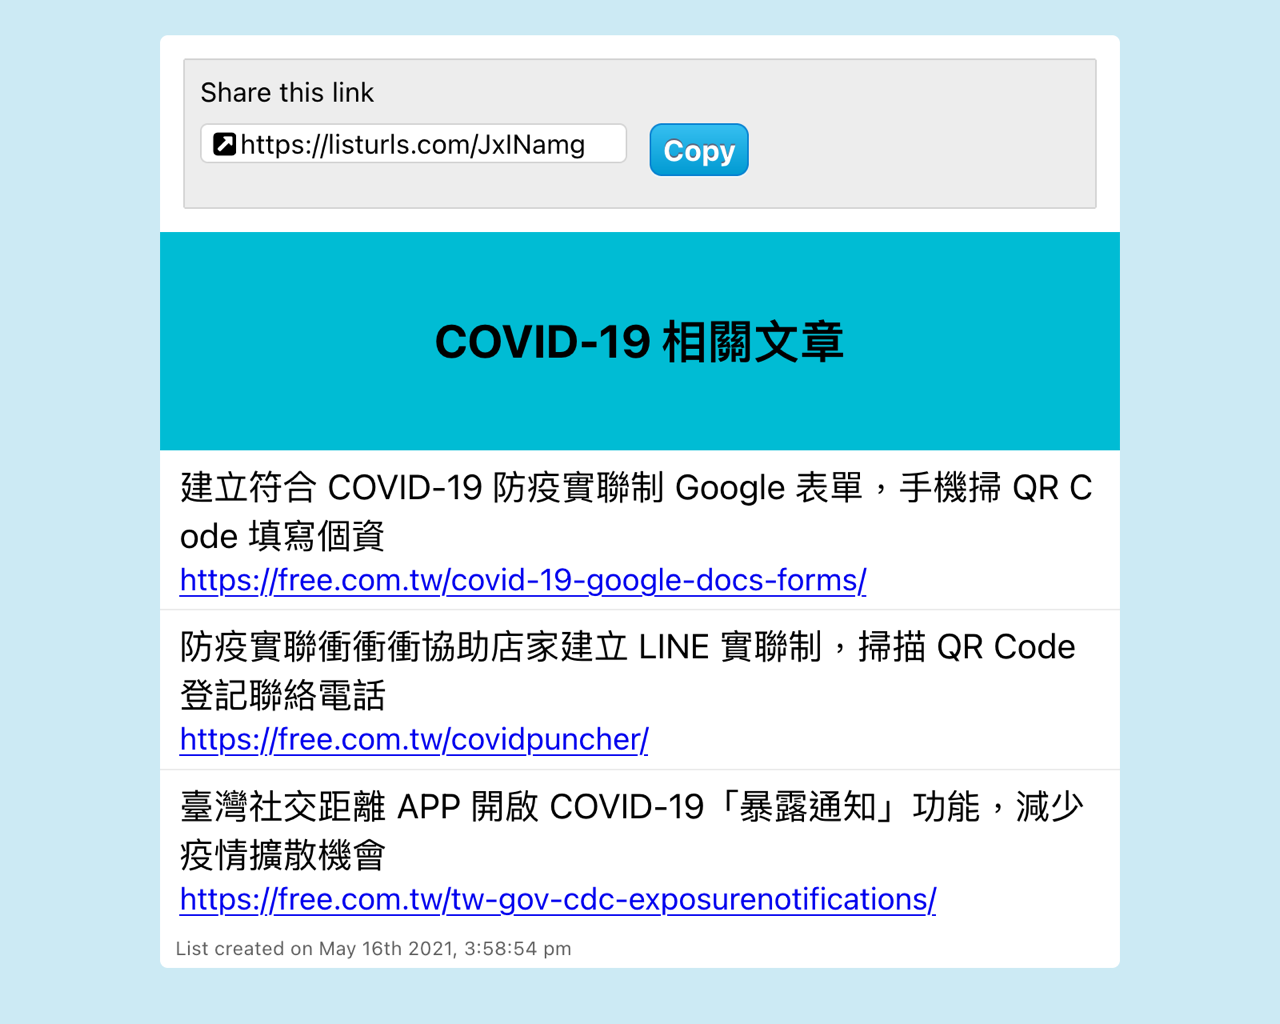 Share this link
https://listurls.com/JxINamg
Copy
COVID-19 相關文章
建立符合 COVID-19 防疫實聯制 Google 表單，手機掃 QR C
ode 填寫個資
https://free.com.tw/covid-19-google-docs-forms/
防疫實聯衝衝衝協助店家建立 LINE 實聯制，掃描 QR Code
登記聯絡電話
https://free.com.tw/covidpuncher/
臺灣社交距離 APP 開啟 COVID-19「暴露通知」功能，減少
疫情擴散機會
https://free.com.tw/tw-gov-cdc-exposurenotifications/
List created on May 16th 2021, 3:58:54 pm